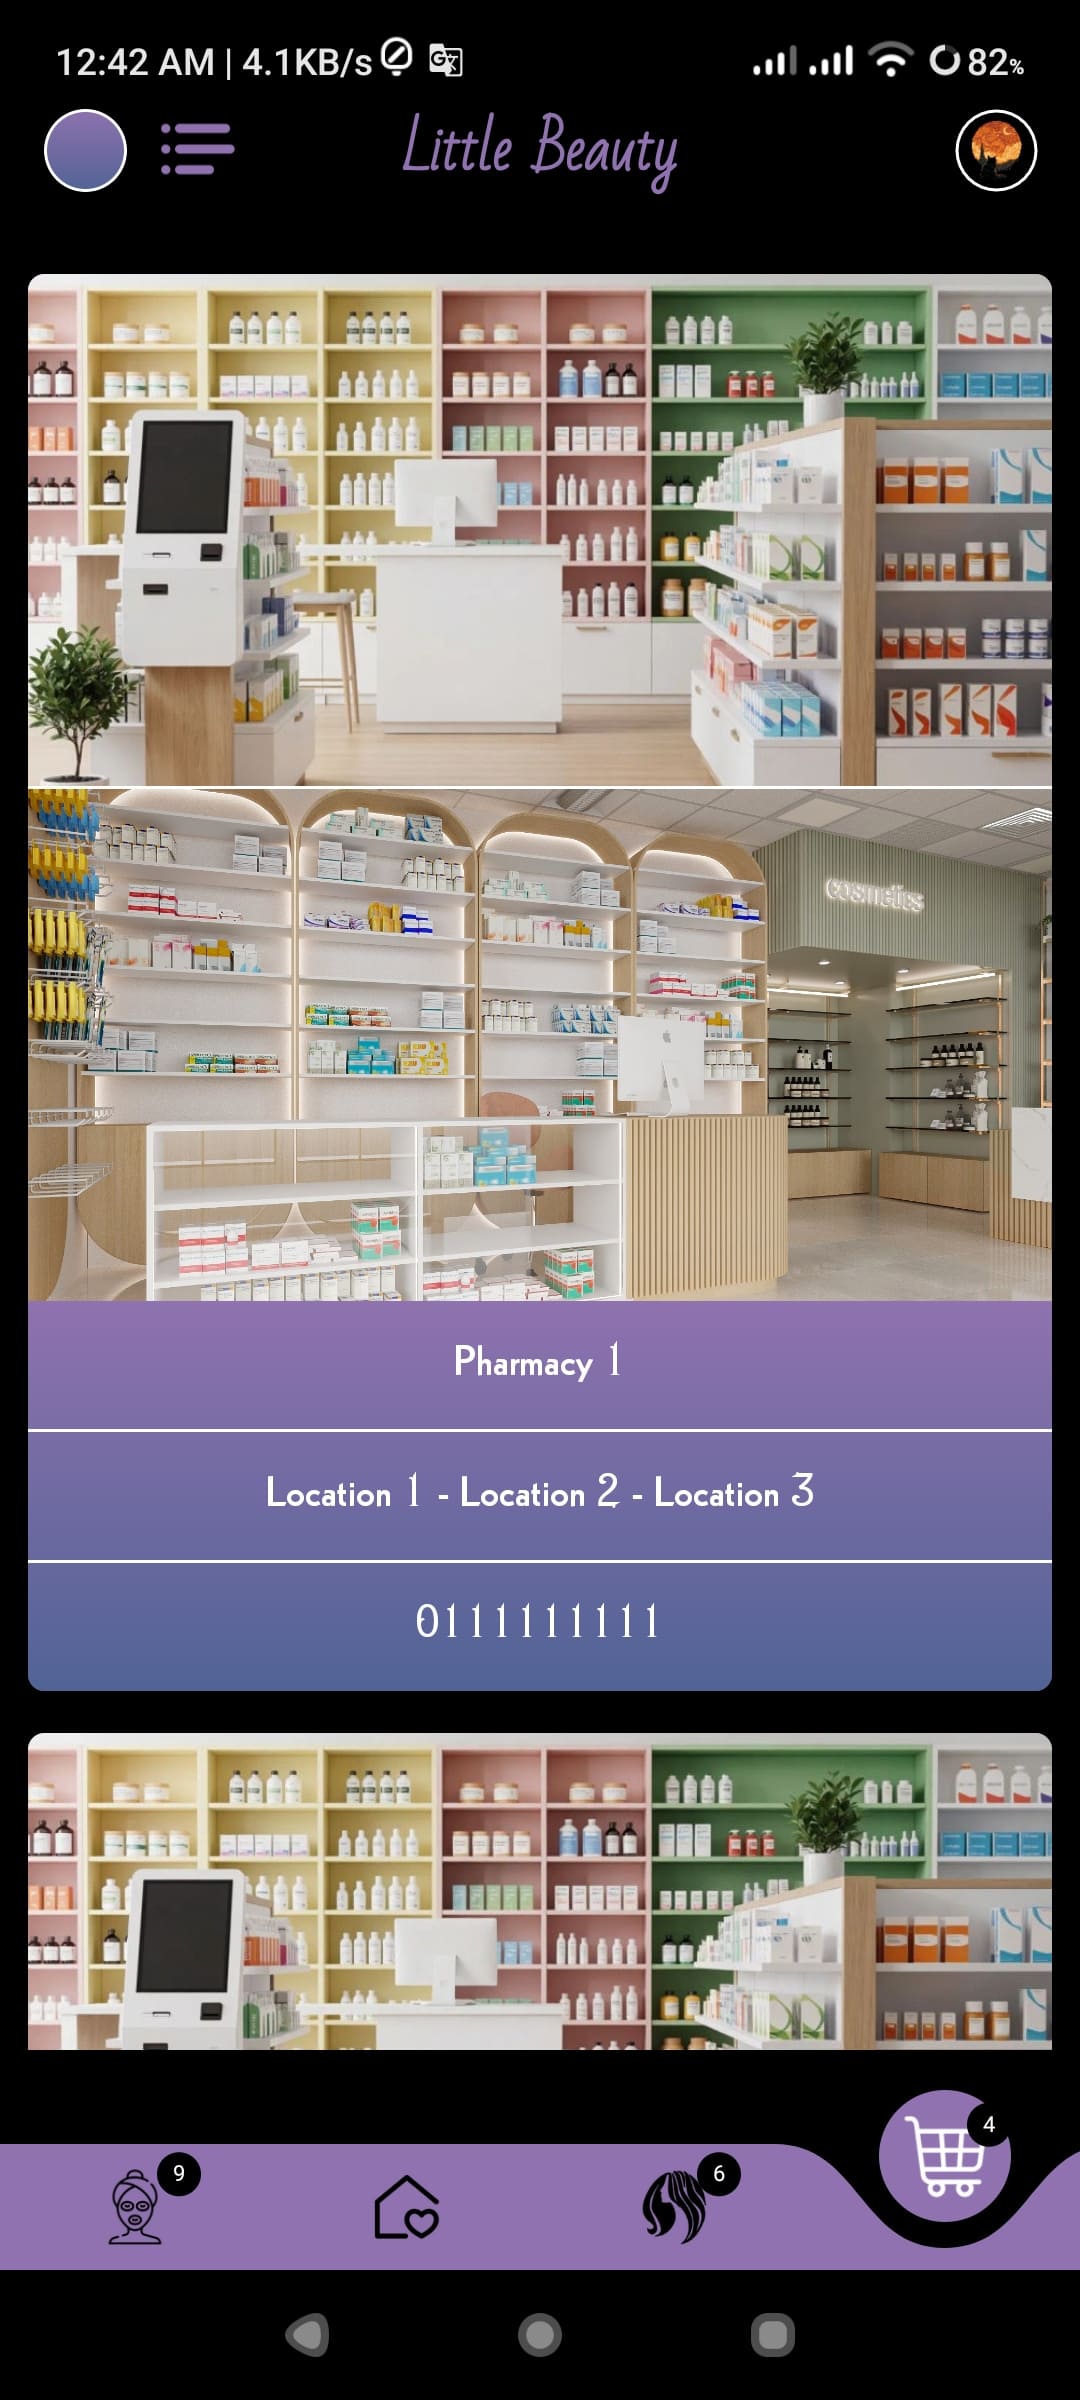 12:42 AM | 4.1KB/s 82%
Little Beauty
cosmetics
Pharmacy 1
Location 1 - Location 2 - Location 3
0111111111
4
9 6